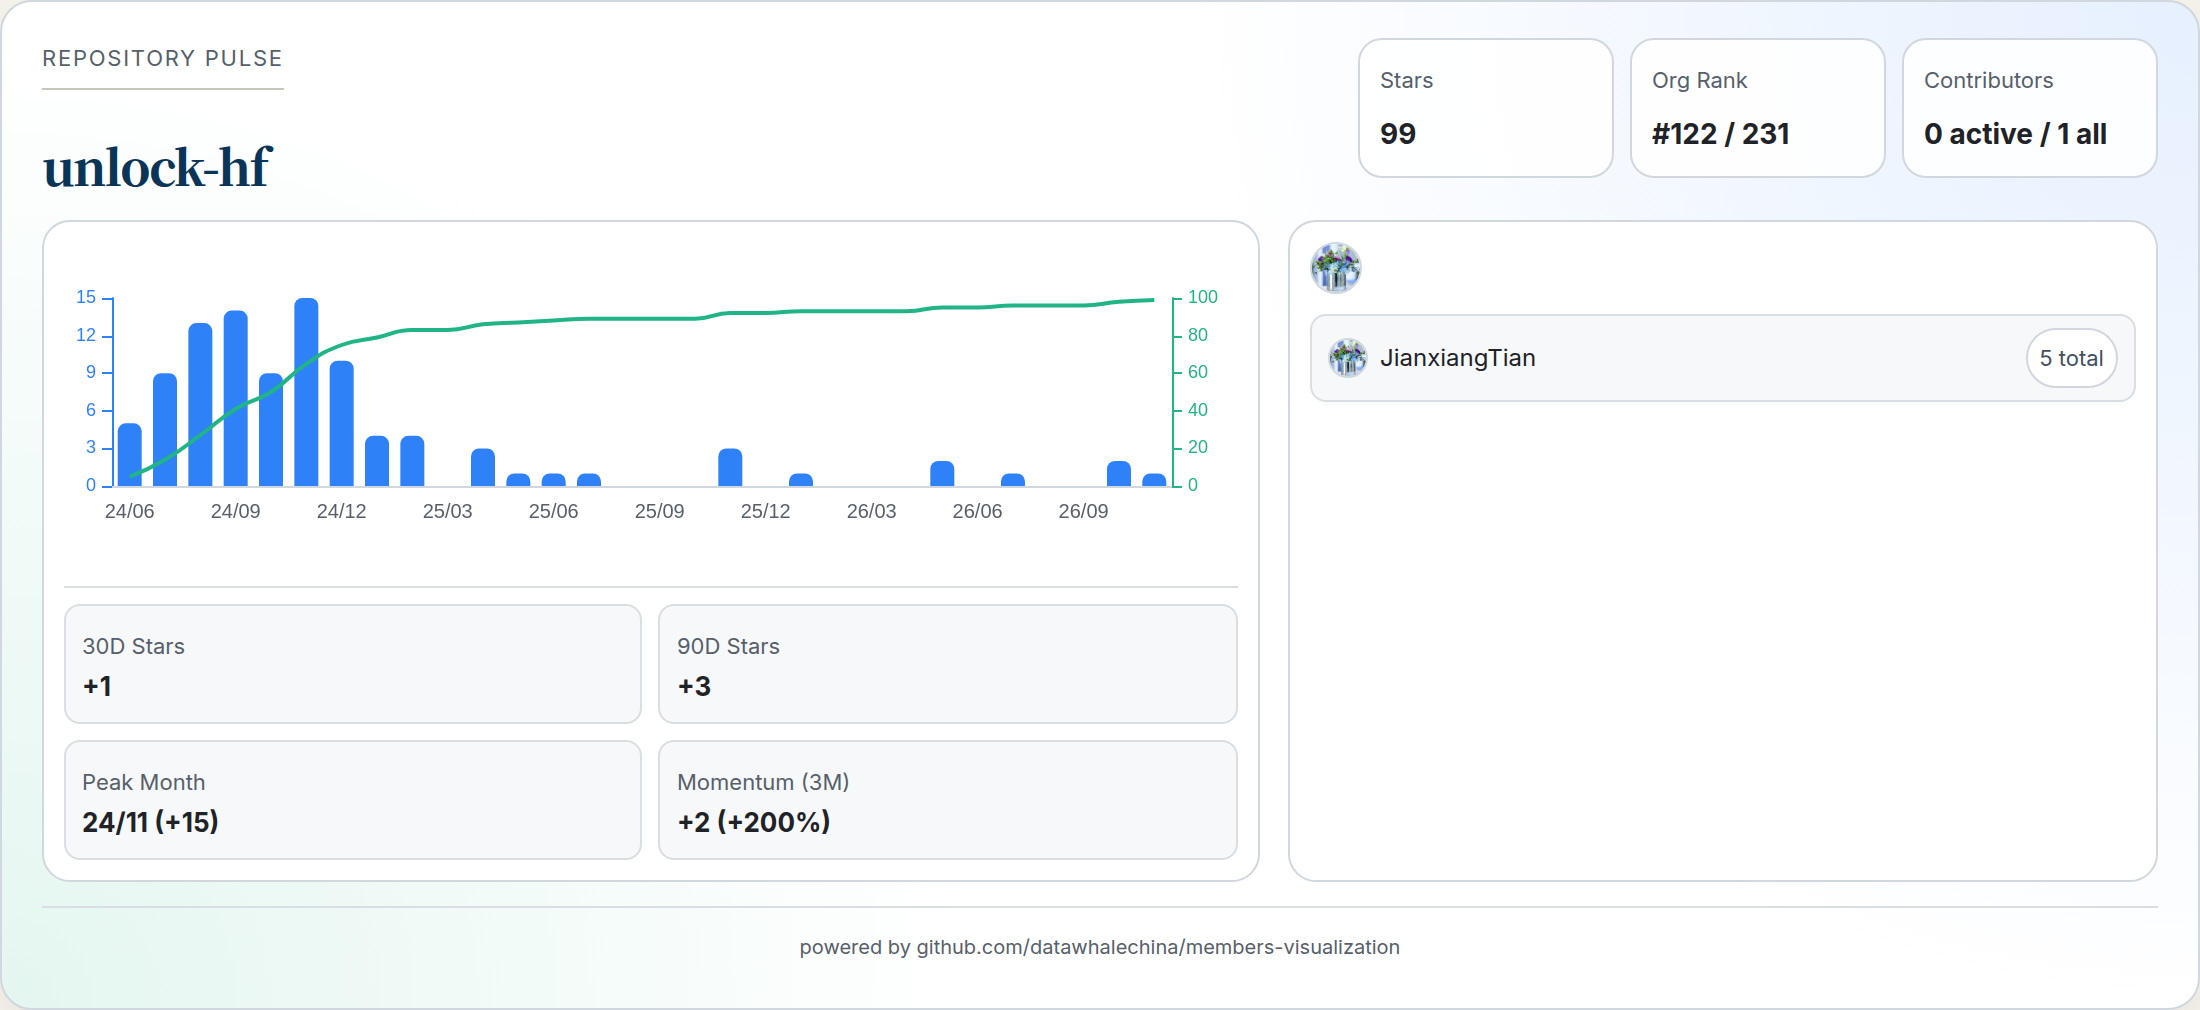 REPOSITORY PULSE
unlock-hf
Stars
99
Org Rank
#122 / 231
Contributors
0 active / 1 all
15
12
9
6
3
0
100
80
60
40
20
0
24/06
24/09
24/12
25/03
25/06
25/09
25/12
26/03
26/06
26/09
30D Stars
+1
90D Stars
+3
Peak Month
24/11 (+15)
Momentum (3M)
+2 (+200%)
JianxiangTian
5 total
powered by github.com/datawhalechina/members-visualization